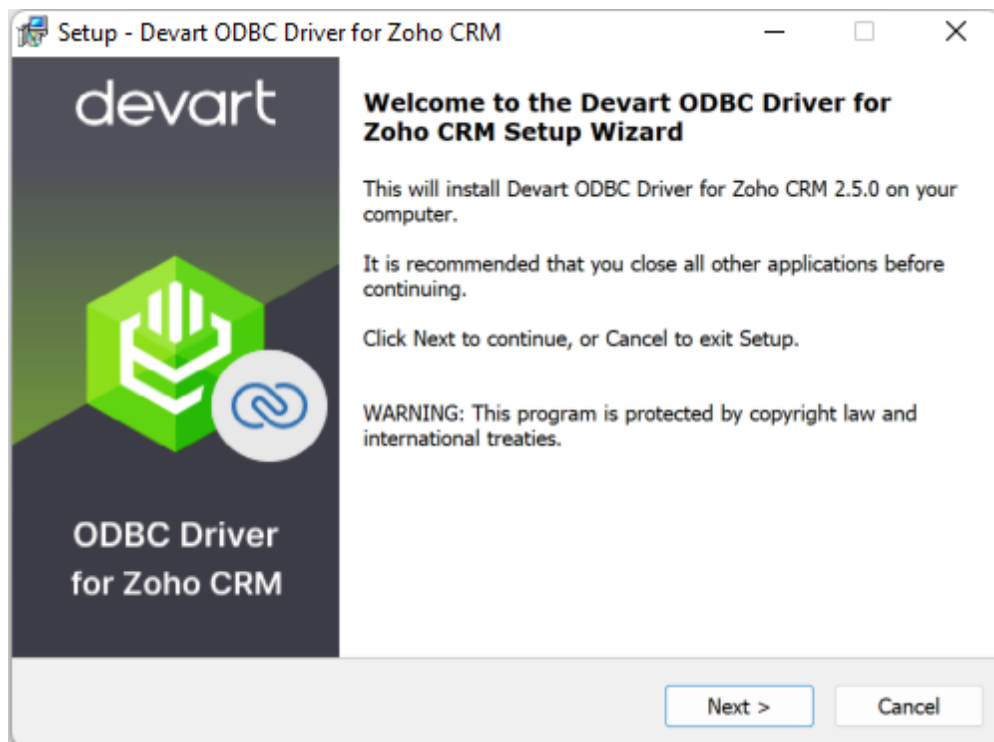 Setup - Devart ODBC Driver for Zoho CRM
devart
ODBC Driver
for Zoho CRM
Welcome to the Devart ODBC Driver for
Zoho CRM Setup Wizard
This will install Devart ODBC Driver for Zoho CRM 2.5.0 on your
computer.
It is recommended that you close all other applications before
continuing.
Click Next to continue, or Cancel to exit Setup.
WARNING: This program is protected by copyright law and
international treaties.
Next >
Cancel